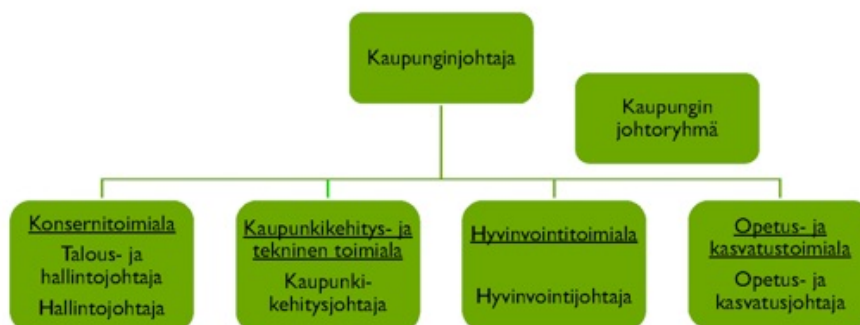 Kaupunginjohtaja
Kaupungin
johtoryhmä
Konsernitoimiala
Talous- ja
hallintojohtaja
Hallintojohtaja
Kaupunkikehitys- ja
tekninen toimiala
Kaupunki-
kehitysjohtaja
Hyvinvointitoimiala
Hyvinvointijohtaja
Opetus- ja
kasvatustoimiala
Opetus- ja
kasvatusjohtaja